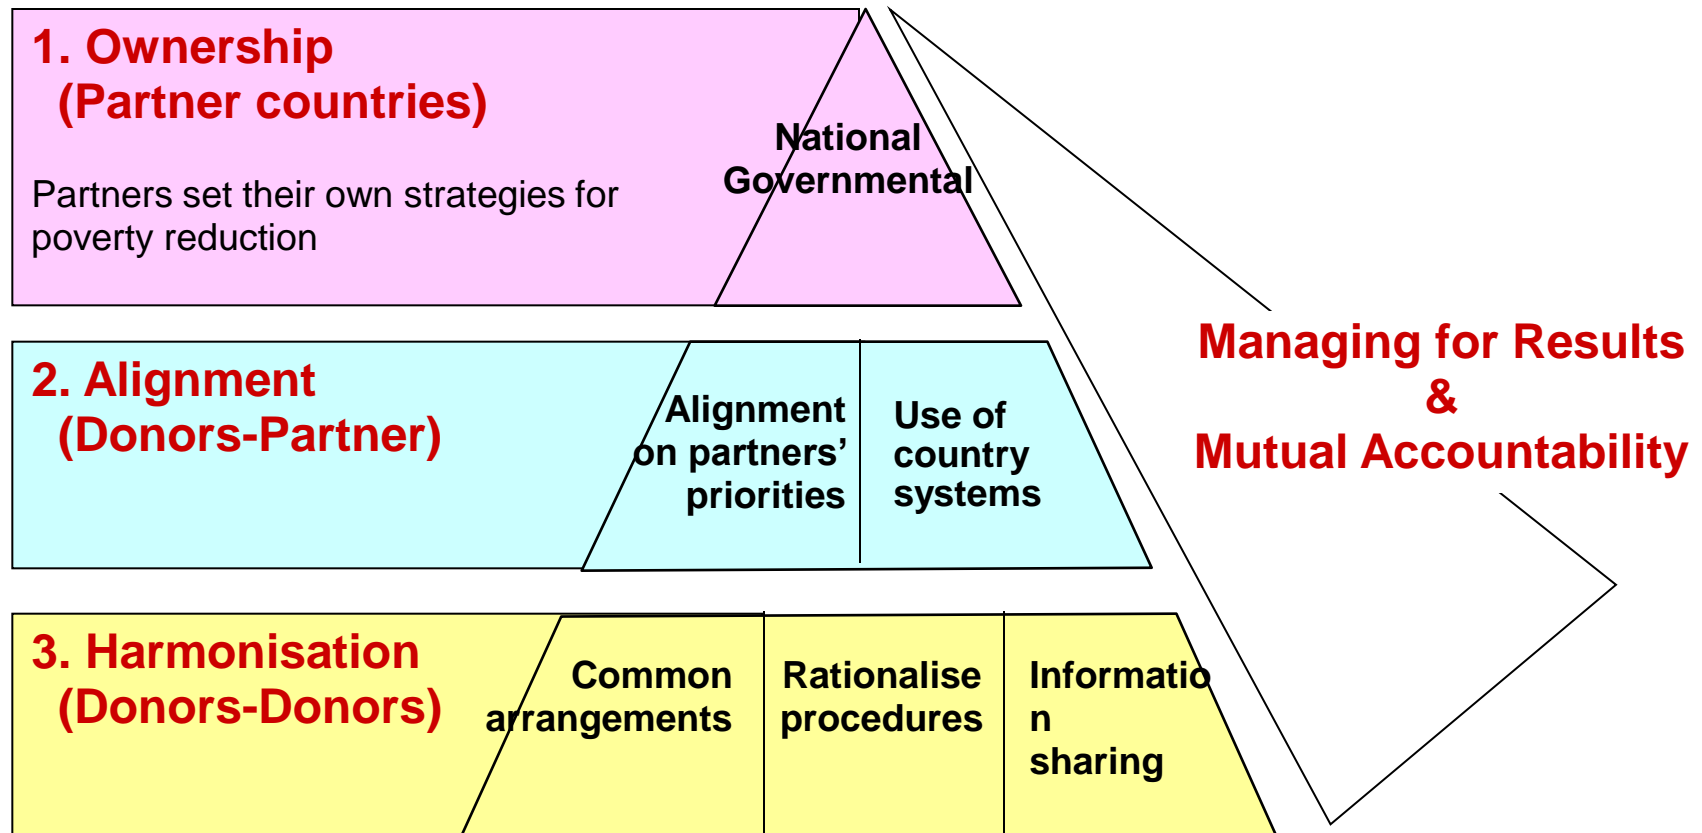 1. Ownership
(Partner countries)
Partners set their own strategies for
poverty reduction
National
Governmental
2. Alignment
(Donors-Partner)
Alignment
on partners’
priorities
Use of
country
systems
Managing for Results
&
Mutual Accountability
3. Harmonisation
(Donors-Donors)
Common
arrangements
Rationalise
procedures
Informatio
n
sharing